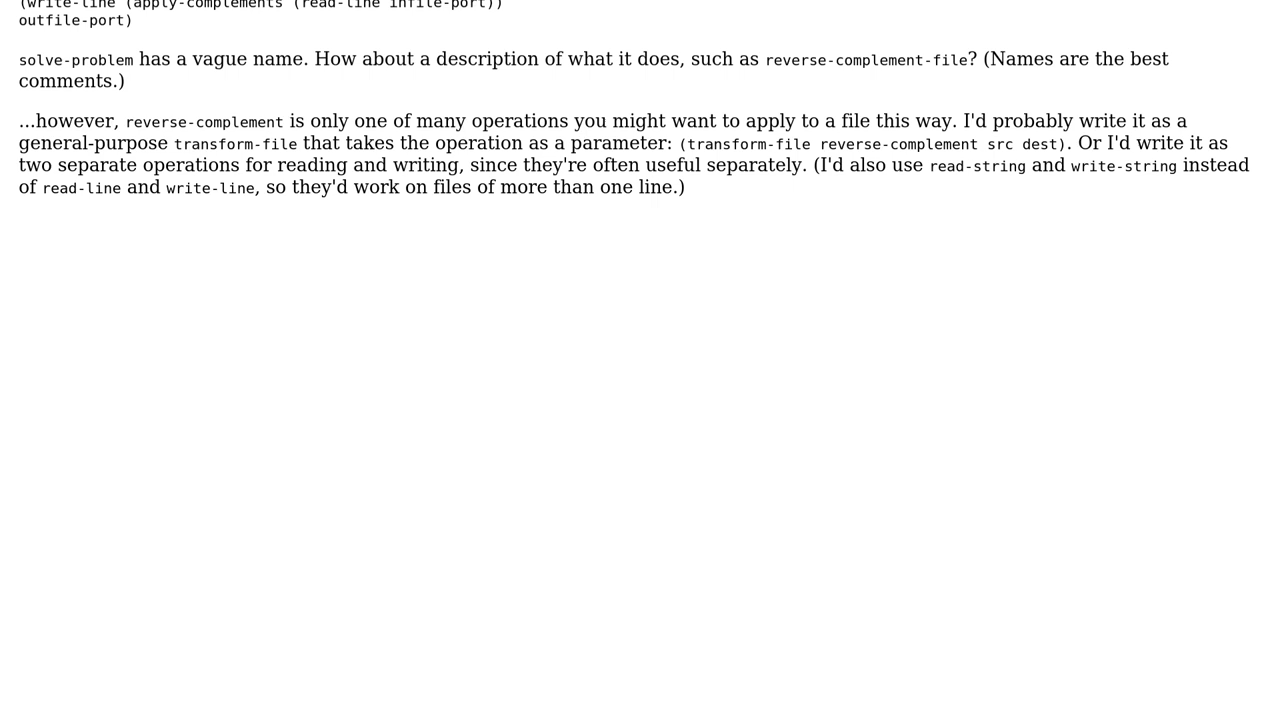 (write-line (apply-complements (read-line infile-port))
outfile-port)
solve-problem has a vague name. How about a description of what it does, such as reverse-complement-file? (Names are the best
comments.)
...however, reverse-complement is only one of many operations you might want to apply to a file this way. I'd probably write it as a
general-purpose transform-file that takes the operation as a parameter: (transform-file reverse-complement src dest). Or I'd write it as
two separate operations for reading and writing, since they're often useful separately. (I'd also use read-string and write-string instead
of read-line and write-line, so they'd work on files of more than one line.)